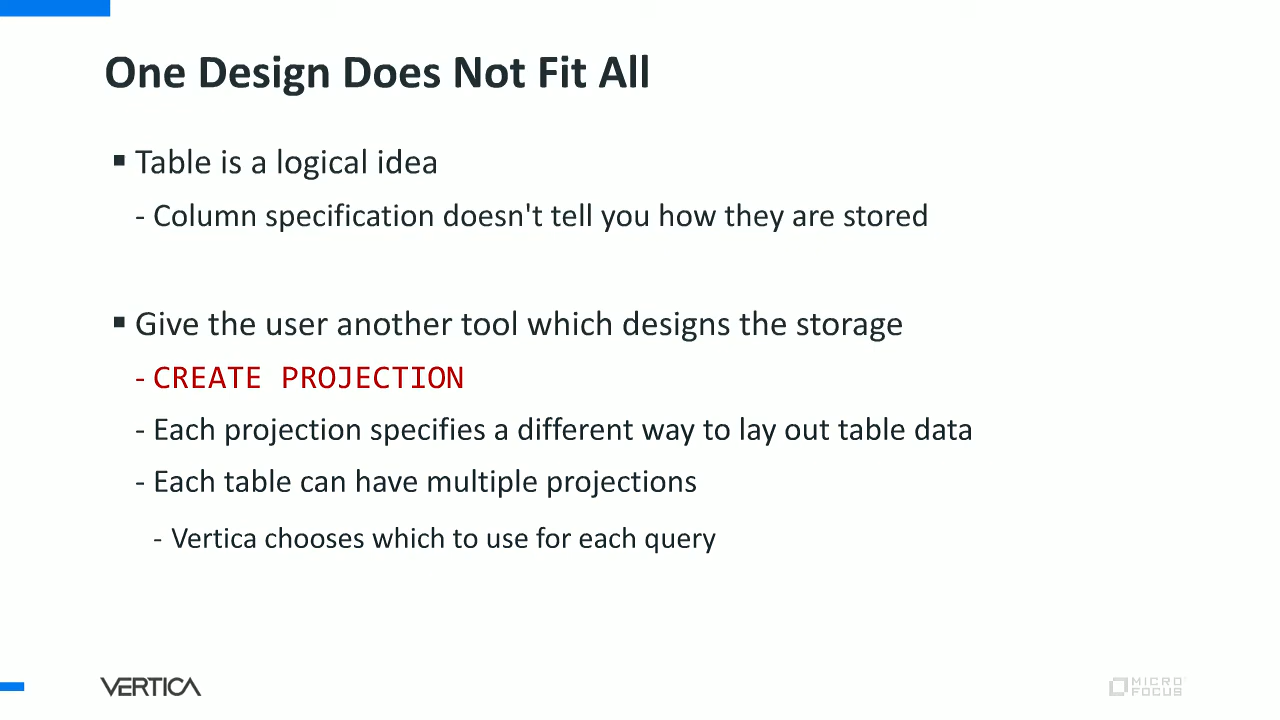 One Design Does Not Fit All
▪ Table is a logical idea
- Column specification doesn't tell you how they are stored
▪ Give the user another tool which designs the storage
- CREATE PROJECTION
- Each projection specifies a different way to lay out table data
- Each table can have multiple projections
- Vertica chooses which to use for each query
VERTICA
MICRO
FOCUS